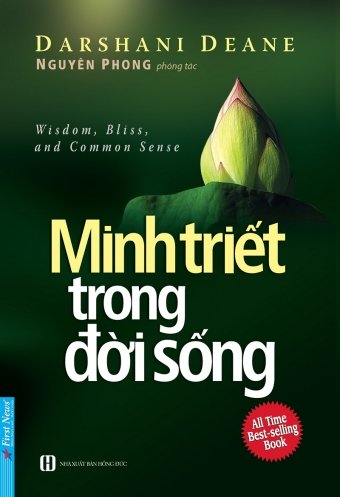 DARSHANI DEANE
NGUYÊN PHONG phóng tác
Wisdom, Bliss,
and Common Sense
Minh triết
trong
đời sống
All Time
Best-selling
Book
First News
H NHÀ XUẤT BẢN HỒNG ĐỨC